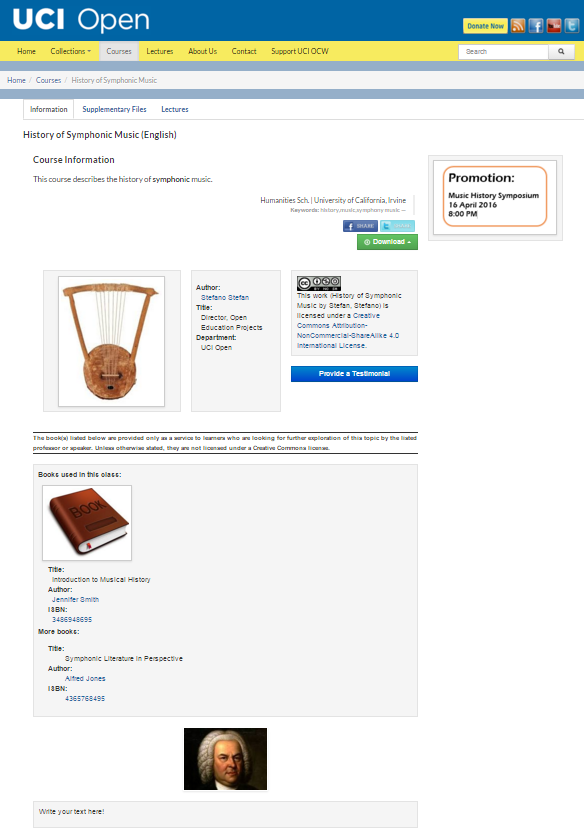 UCI Open
Donate Now
Home Collections Courses Lectures About Us Contact Support UCI OCW Search
Home / Courses / History of Symphonic Music
Information Supplementary Files Lectures
History of Symphonic Music (English)
Course Information
This course describes the history of symphonic music.
Humanities Sch. | University of California, Irvine
Keywords: history,music,symphony music —
SHARE
Download
Promotion:
Music History Symposium
16 April 2016
8:00 PM
Author:
Stefano Stefan
Title:
Director, Open
Education Projects
Department:
UCI Open
cc
BY NC SA
This work (History of Symphonic
Music by Stefan, Stefano) is
licensed under a Creative
Commons Attribution-
NonCommercial-ShareAlike 4.0
International License.
Provide a Testimonial
The book(s) listed below are provided only as a service to learners who are looking for further exploration of this topic by the listed
professor or speaker. Unless otherwise stated, they are not licensed under a Creative Commons license.
Books used in this class:
BOOK
Title:
Introduction to Musical History
Author:
Jennifer Smith
ISBN:
3486948695
More books:
Title:
Symphonic Literature in Perspective
Author:
Alfred Jones
ISBN:
4365768495
Write your text here!